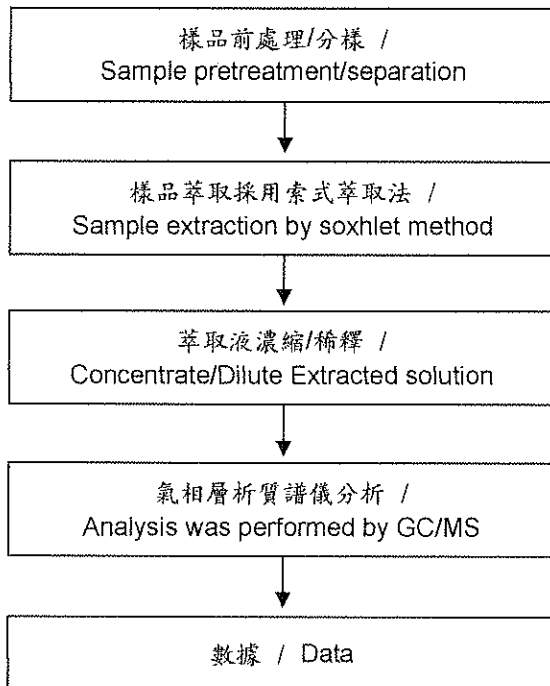 樣品前處理/分樣 /
Sample pretreatment/separation
樣品萃取採用索式萃取法 /
Sample extraction by soxhlet method
萃取液濃縮/稀釋 /
Concentrate/Dilute Extracted solution
氣相層析質譜儀分析 /
Analysis was performed by GC/MS
數據 / Data